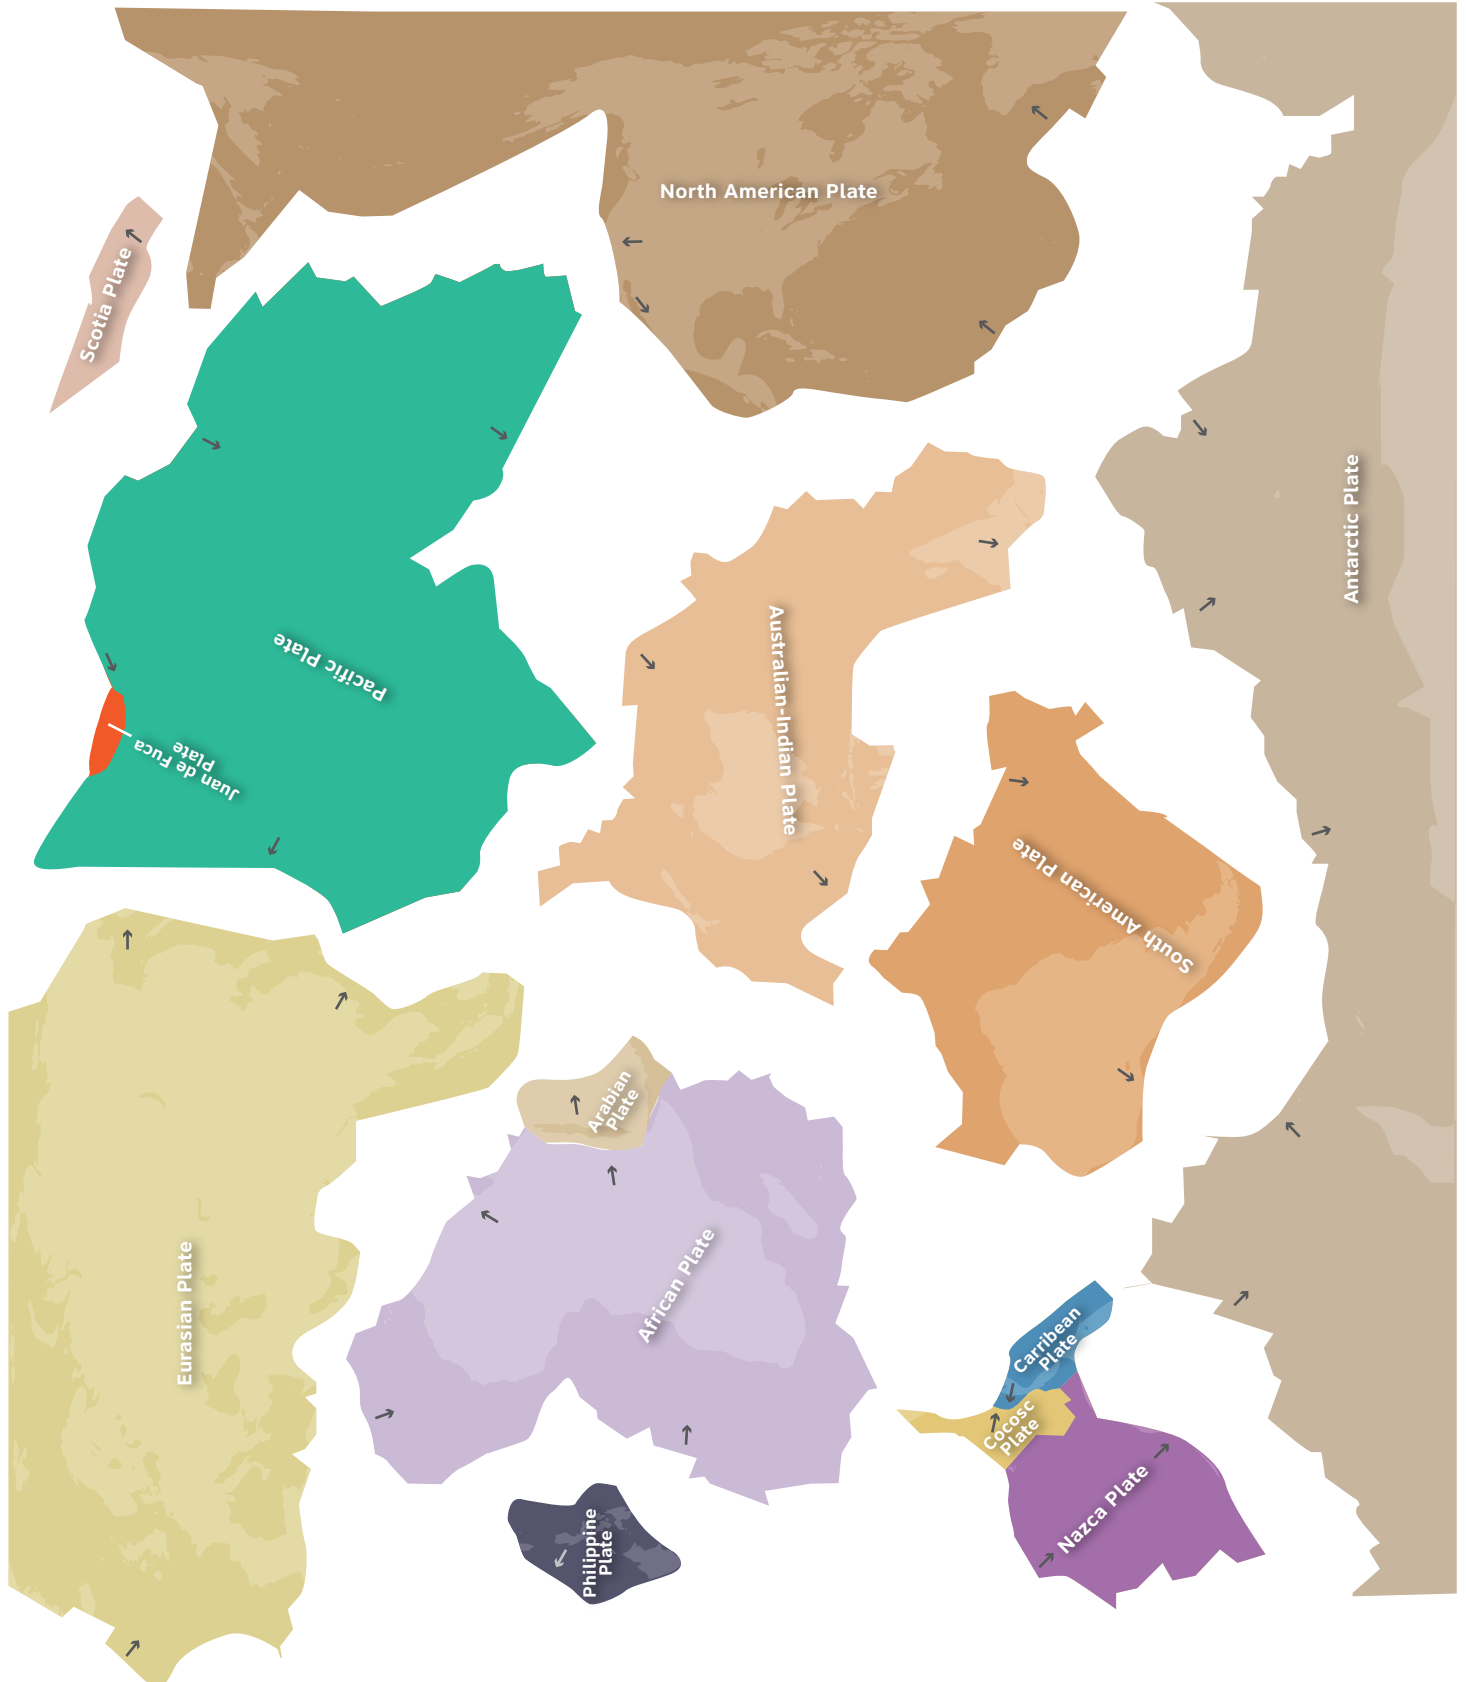 North American Plate
Scotia Plate
Antarctic Plate
Pacific Plate
Australian-Indian Plate
Juan de Fuca
Plate
South American Plate
Arabian
Plate
Eurasian Plate
African Plate
Carribean
Plate
Cocosc
Plate
Nazca Plate
Philippine
Plate